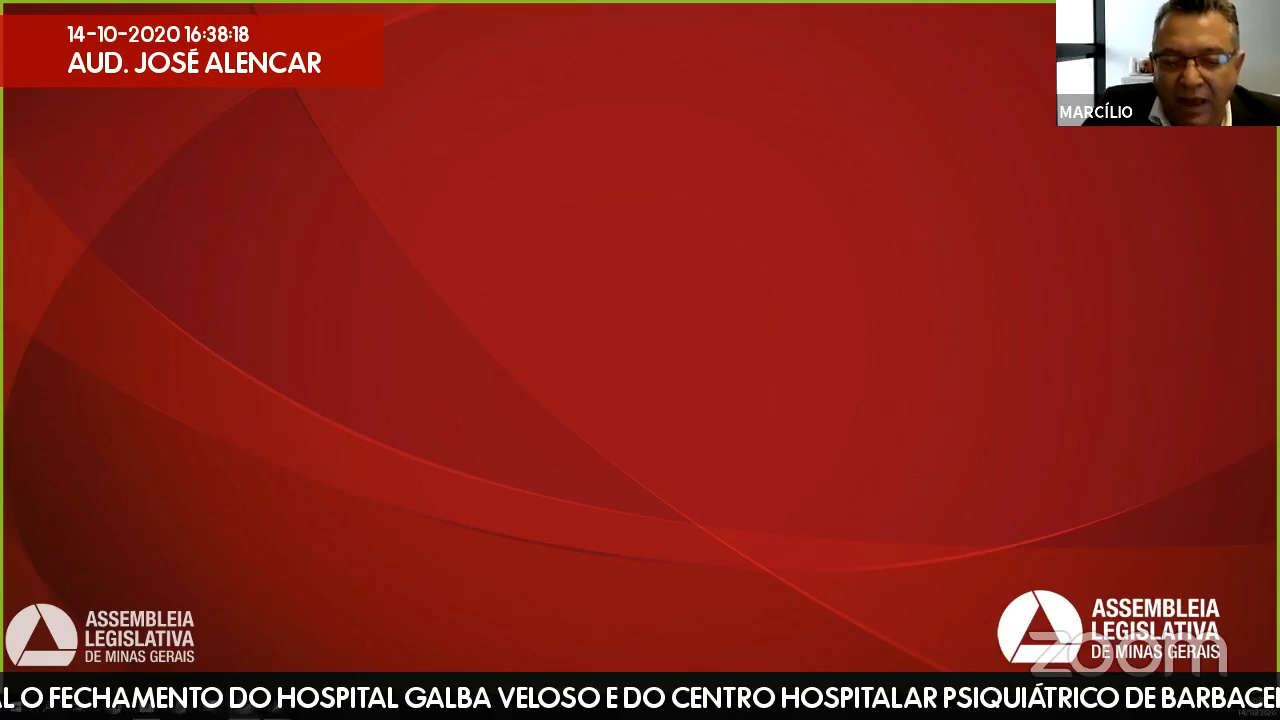 14-10-2020 16:38:18
AUD. JOSÉ ALENCAR
MARCÍLIO
ASSEMBLEIA
LEGISLATIVA
DE MINAS GERAIS
ASSEMBLEIA
LEGISLATIVA
DE MINAS GERAIS
zoom
O FECHAMENTO DO HOSPITAL GALBA VELOSO E DO CENTRO HOSPITALAR PSIQUIÁTRICO DE